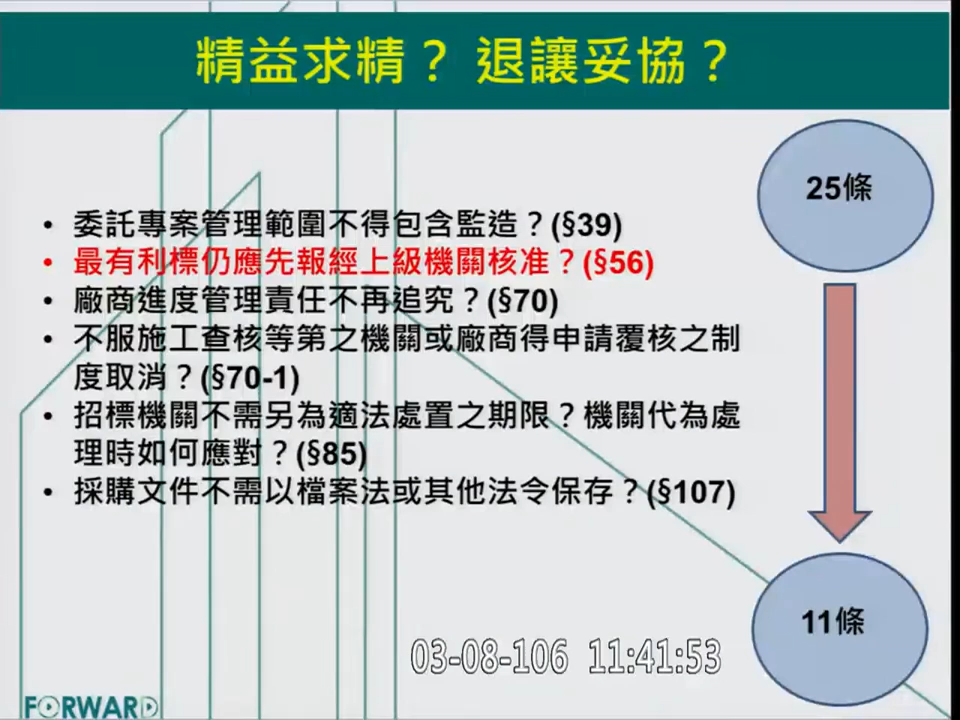 精益求精？ 退讓妥協？
25條
• 委託專案管理範圍不得包含監造？(§39)
• 最有利標仍應先報經上級機關核准？(§56)
• 廠商進度管理責任不再追究？(§70)
• 不服施工查核等第之機關或廠商得申請覆核之制
度取消？(§70-1)
• 招標機關不需另為適法處置之期限？機關代為處
理時如何應對？(§85)
• 採購文件不需以檔案法或其他法令保存？(§107)
11條
03-08-106 11:41:53
FORWARD